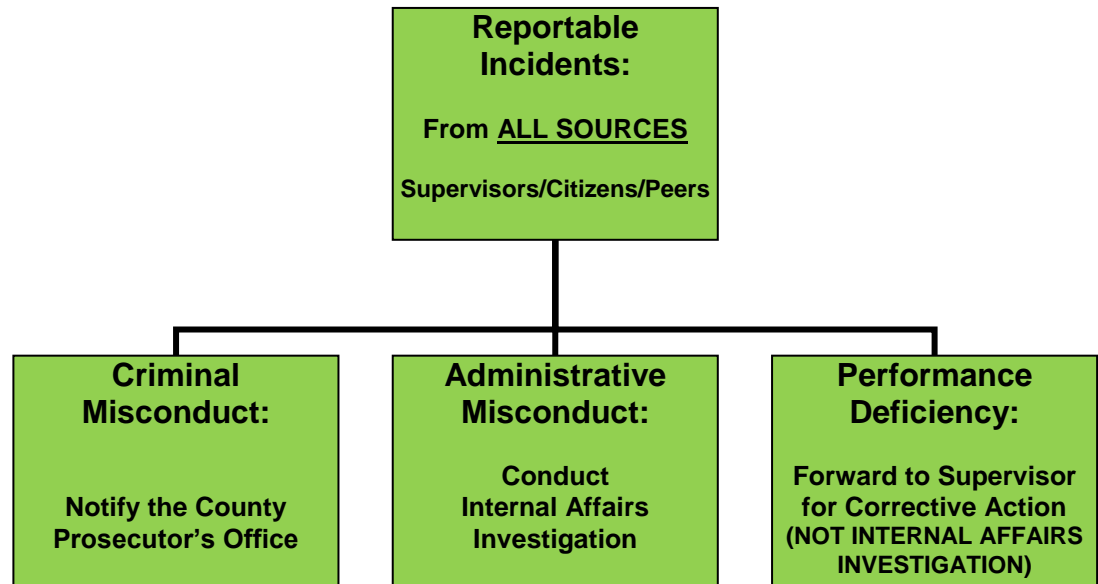 Reportable
Incidents:
From ALL SOURCES
Supervisors/Citizens/Peers
Criminal
Misconduct:
Notify the County
Prosecutor's Office
Administrative
Misconduct:
Conduct
Internal Affairs
Investigation
Performance
Deficiency:
Forward to Supervisor
for Corrective Action
(NOT INTERNAL AFFAIRS
INVESTIGATION)